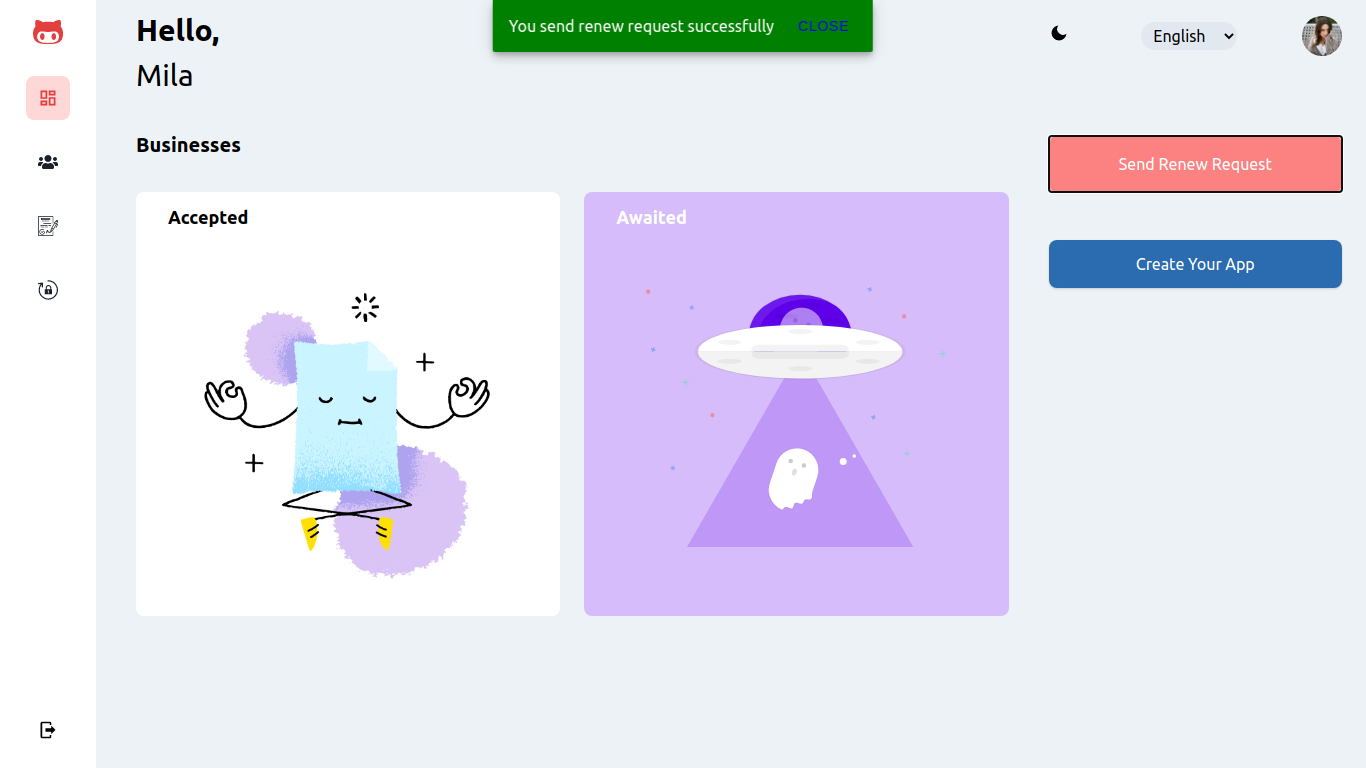 Hello,
Mila
You send renew request successfully CLOSE
English
Businesses
Send Renew Request
Accepted
Awaited
Create Your App